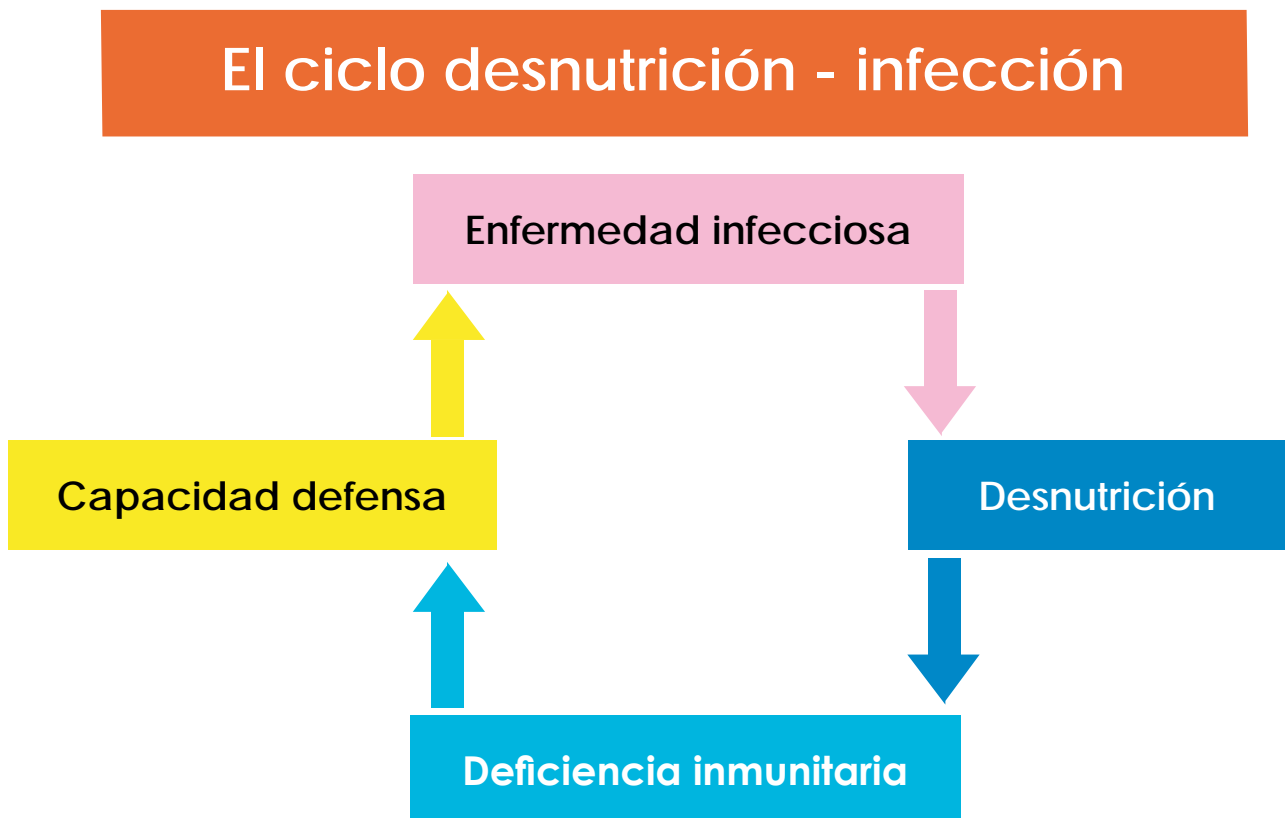 El ciclo desnutrición - infección
Enfermedad infecciosa
Capacidad defensa
Desnutrición
Deficiencia inmunitaria